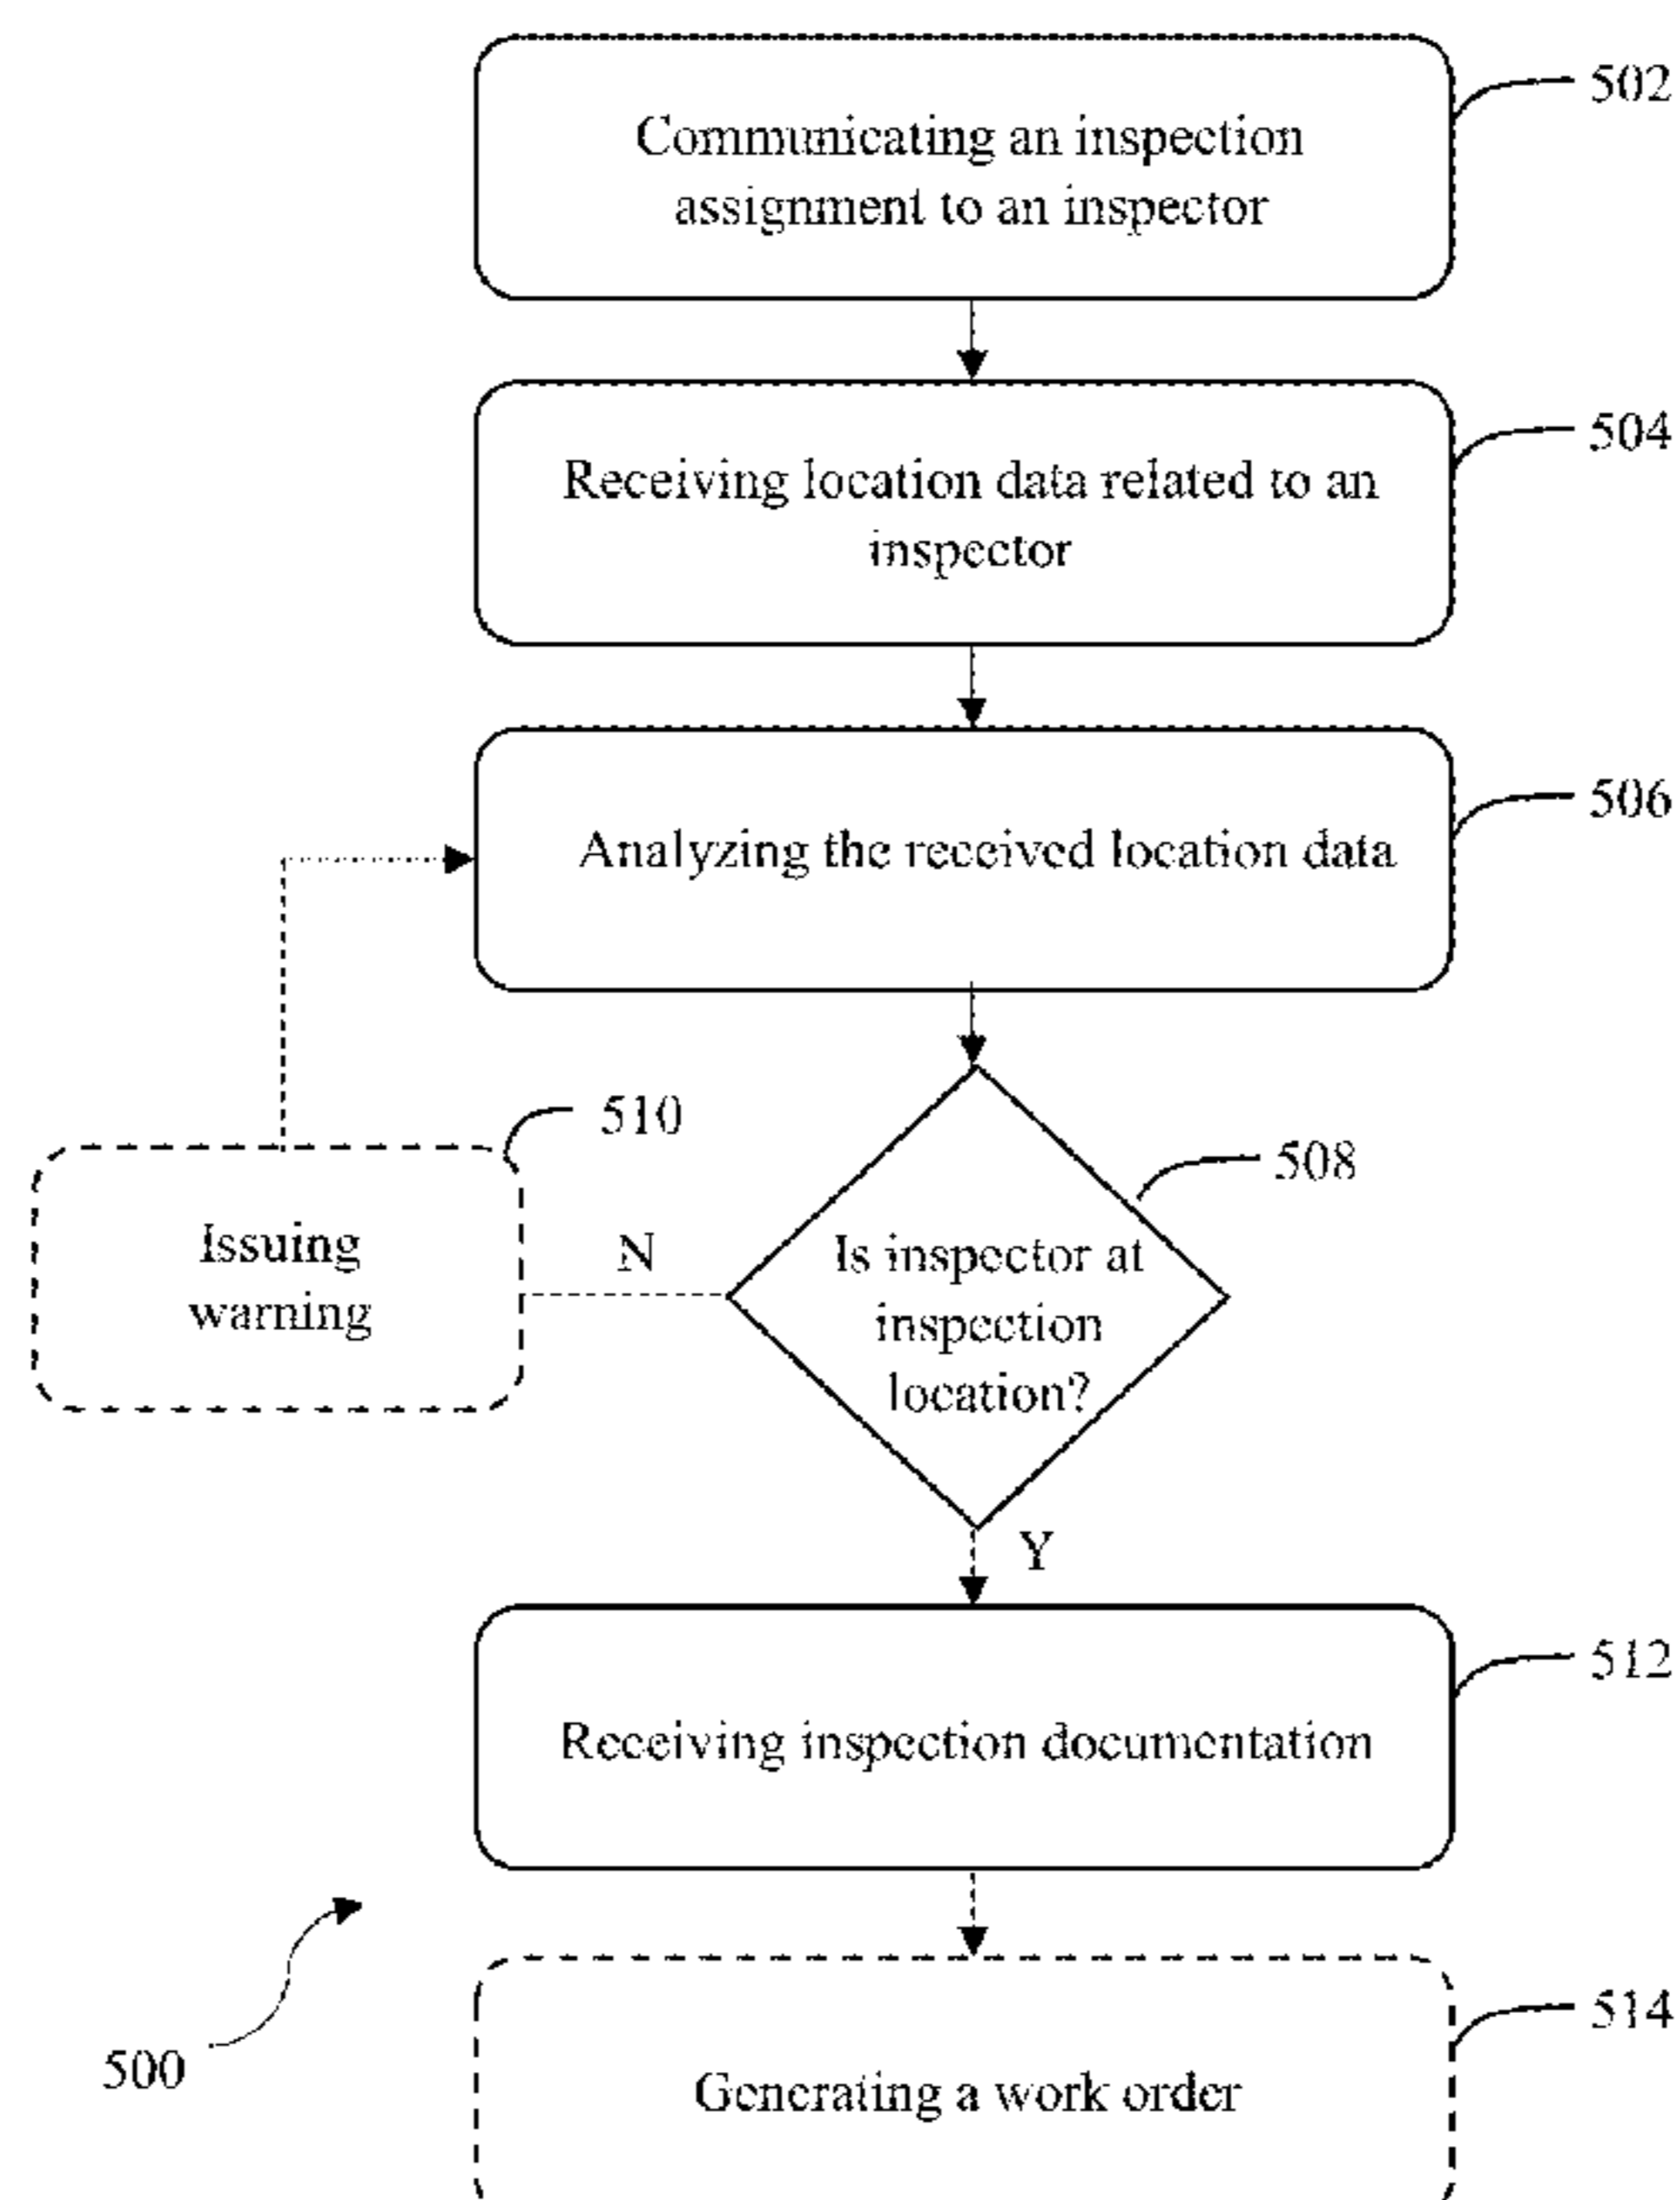 502
Communicating an inspection
assignment to an inspector
504
Receiving location data related to an
inspector
506
Analyzing the received location data
510
508
Issuing
warning
N
Is inspector at
inspection
location?
Y
512
Receiving inspection documentation
500
514
Generating a work order